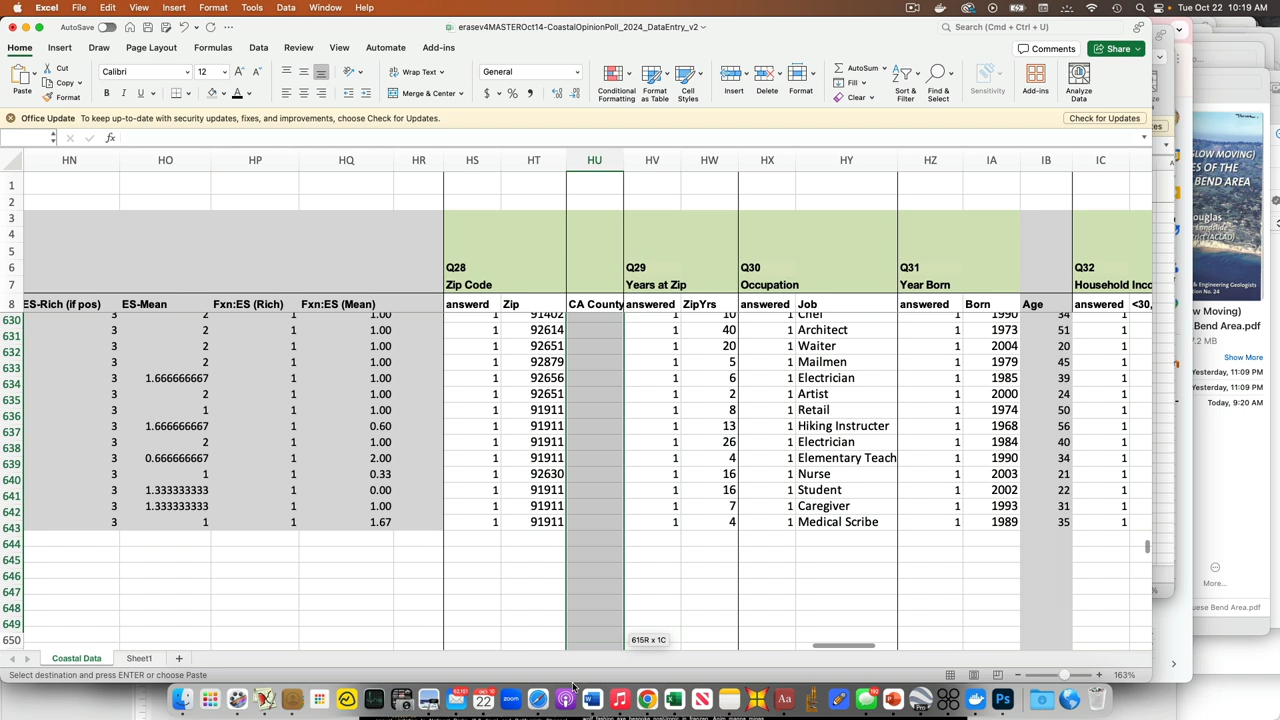 Excel File Edit View Insert Format Tools Data Window Help Tue Oct 22 10:19 AM
AutoSave erasev4MASTEROct14-CoastalOpinionPoll_2024_DataEntry_v2 Search (Cmd + Ctrl + U)
Home Insert Draw Page Layout Formulas Data Review View Automate Add-ins Comments Share
Paste Cut Copy Format Calibri 12 Wrap Text Merge & Center General Conditional Formatting Format as Table Cell Styles Insert Delete Format AutoSum Fill Clear Sort & Filter Find & Select Sensitivity Add-ins Analyze Data
B I U A $ % 
Office Update To keep up-to-date with security updates, fixes, and improvements, choose Check for Updates. Check for Updates
fx
HN HO HP HQ HR HS HT HU HV HW HX HY HZ IA IB IC
1
2
3
4
5
6 Q28 Q29 Q30 Q31 Q32
7 Zip Code Years at Zip Occupation Year Born Household Inco
8 ES-Rich (if pos) ES-Mean Fxn:ES (Rich) Fxn:ES (Mean) answerd Zip CA County answered ZipYrs answered Job answered Born Age answered <30,
630 3 2 1 1.00 1 91402 1 10 1 Chef 1 1990 34 1
631 3 2 1 1.00 1 92614 1 40 1 Architect 1 1973 51 1
632 3 2 1 1.00 1 92651 1 20 1 Waiter 1 2004 20 1
633 3 2 1 1.00 1 92879 1 5 1 Mailmen 1 1979 45 1
634 3 1.666666667 1 1.00 1 92656 1 6 1 Electrician 1 1985 39 1
635 3 2 1 1.00 1 92651 1 2 1 Artist 1 2000 24 1
636 3 1 1 1.00 1 91911 1 8 1 Retail 1 1974 50 1
637 3 1.666666667 1 0.60 1 91911 1 13 1 Hiking Instructer 1 1968 56 1
638 3 2 1 1.00 1 91911 1 26 1 Electrician 1 1984 40 1
639 3 0.666666667 1 2.00 1 91911 1 4 1 Elementary Teach 1 1990 34 1
640 3 1 1 0.33 1 92630 1 16 1 Nurse 1 2003 21 1
641 3 1.333333333 1 0.00 1 91911 1 16 1 Student 1 2002 22 1
642 3 1.333333333 1 1.00 1 91911 1 7 1 Caregiver 1 1993 31 1
643 3 1 1 1.67 1 91911 1 4 1 Medical Scribe 1 1989 35 1
644
645
646
647
648
649
650
615R x 1C
Coastal Data Sheet1 +
Select destination and press ENTER or choose Paste 163%
SLOW MOVING)
ES OF THE
BEND AREA
ouglas
(ACLAD)
Engineers Geologists
ion No. 24
w Moving)
Bend Area.pdf
7.2 MB
Show More
Yesterday, 11:09 PM
Yesterday, 11:09 PM
Today, 9:20 AM
More...
uese Bend Area.pdf
zoom
22
Aa